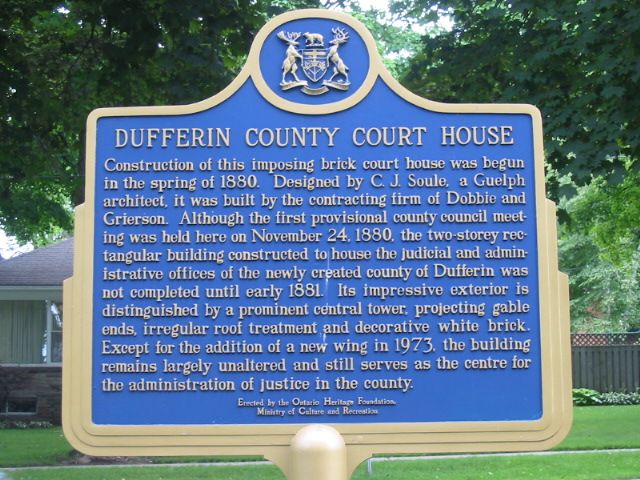 DUFFERIN COUNTY COURT HOUSE
Construction of this imposing brick court house was begun
in the spring of 1880. Designed by C. J. Soule, a Guelph
architect, it was built by the contracting firm of Dobbie and
Grierson. Although the first provisional county council meet-
ing was held here on November 24, 1880, the two-storey rec-
tangular building constructed to house the judicial and admin-
istrative offices of the newly created county of Dufferin was
not completed until early 1881. Its impressive exterior is
distinguished by a prominent central tower, projecting gable
ends, irregular roof treatment and decorative white brick.
Except for the addition of a new wing in 1973, the building
remains largely unaltered and still serves as the centre for
the administration of justice in the county.
Erected by the Ontario Heritage Foundation,
Ministry of Culture and Recreation